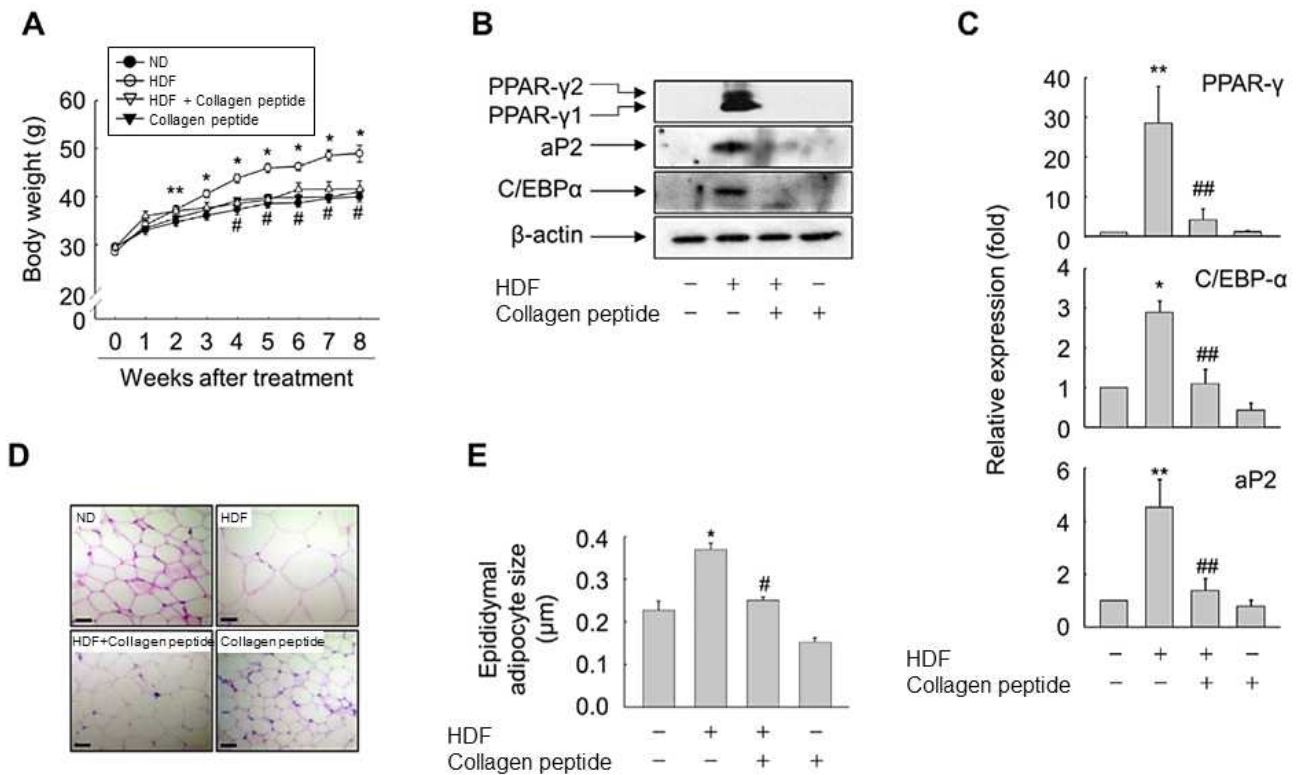 A
ND
HDF
HDF + Collagen peptide
Collagen peptide
Body weight (g)
60
50
40
30
20
0
** * * * * * *
# # # # #
0 1 2 3 4 5 6 7 8
Weeks after treatment
B
PPAR-γ2
PPAR-γ1
aP2
C/EBPα
β-actin
HDF − + + −
Collagen peptide − − + +
C
Relative expression (fold)
PPAR-γ
40
30
20
10
0
**
##
C/EBP-α
4
3
2
1
0
*
##
aP2
6
4
2
0
**
##
HDF − + + −
Collagen peptide − − + +
D
ND
HDF
HDF+Collagen peptide
Collagen peptide
E
Epididymal
adipocyte size
(μm)
0.4
0.3
0.2
0.1
0.0
*
#
HDF − + + −
Collagen peptide − − + +